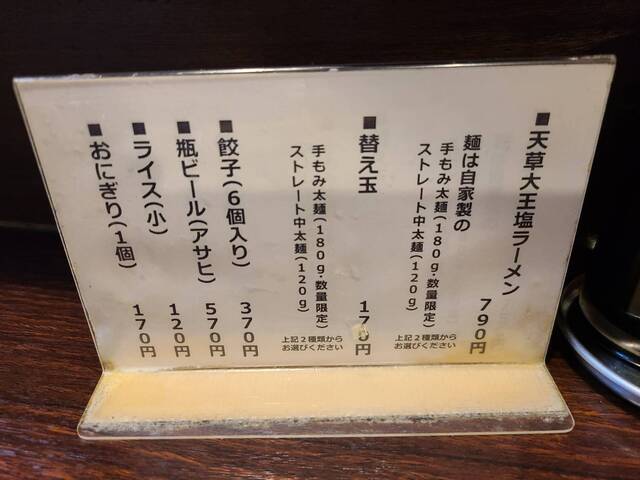 ■天草大王塩ラーメン
790円
麺は自家製の
手もみ太麺(180g・数量限定)
ストレート中太麺(120g)
上記2種類から
お選びください
■替え玉
170円
手もみ太麺(180g・数量限定)
ストレート中太麺(120g)
上記2種類から
お選びください
■餃子(6個入り)
370円
■瓶ビール(アサヒ)
570円
■ライス(小)
120円
■おにぎり(1個)
170円